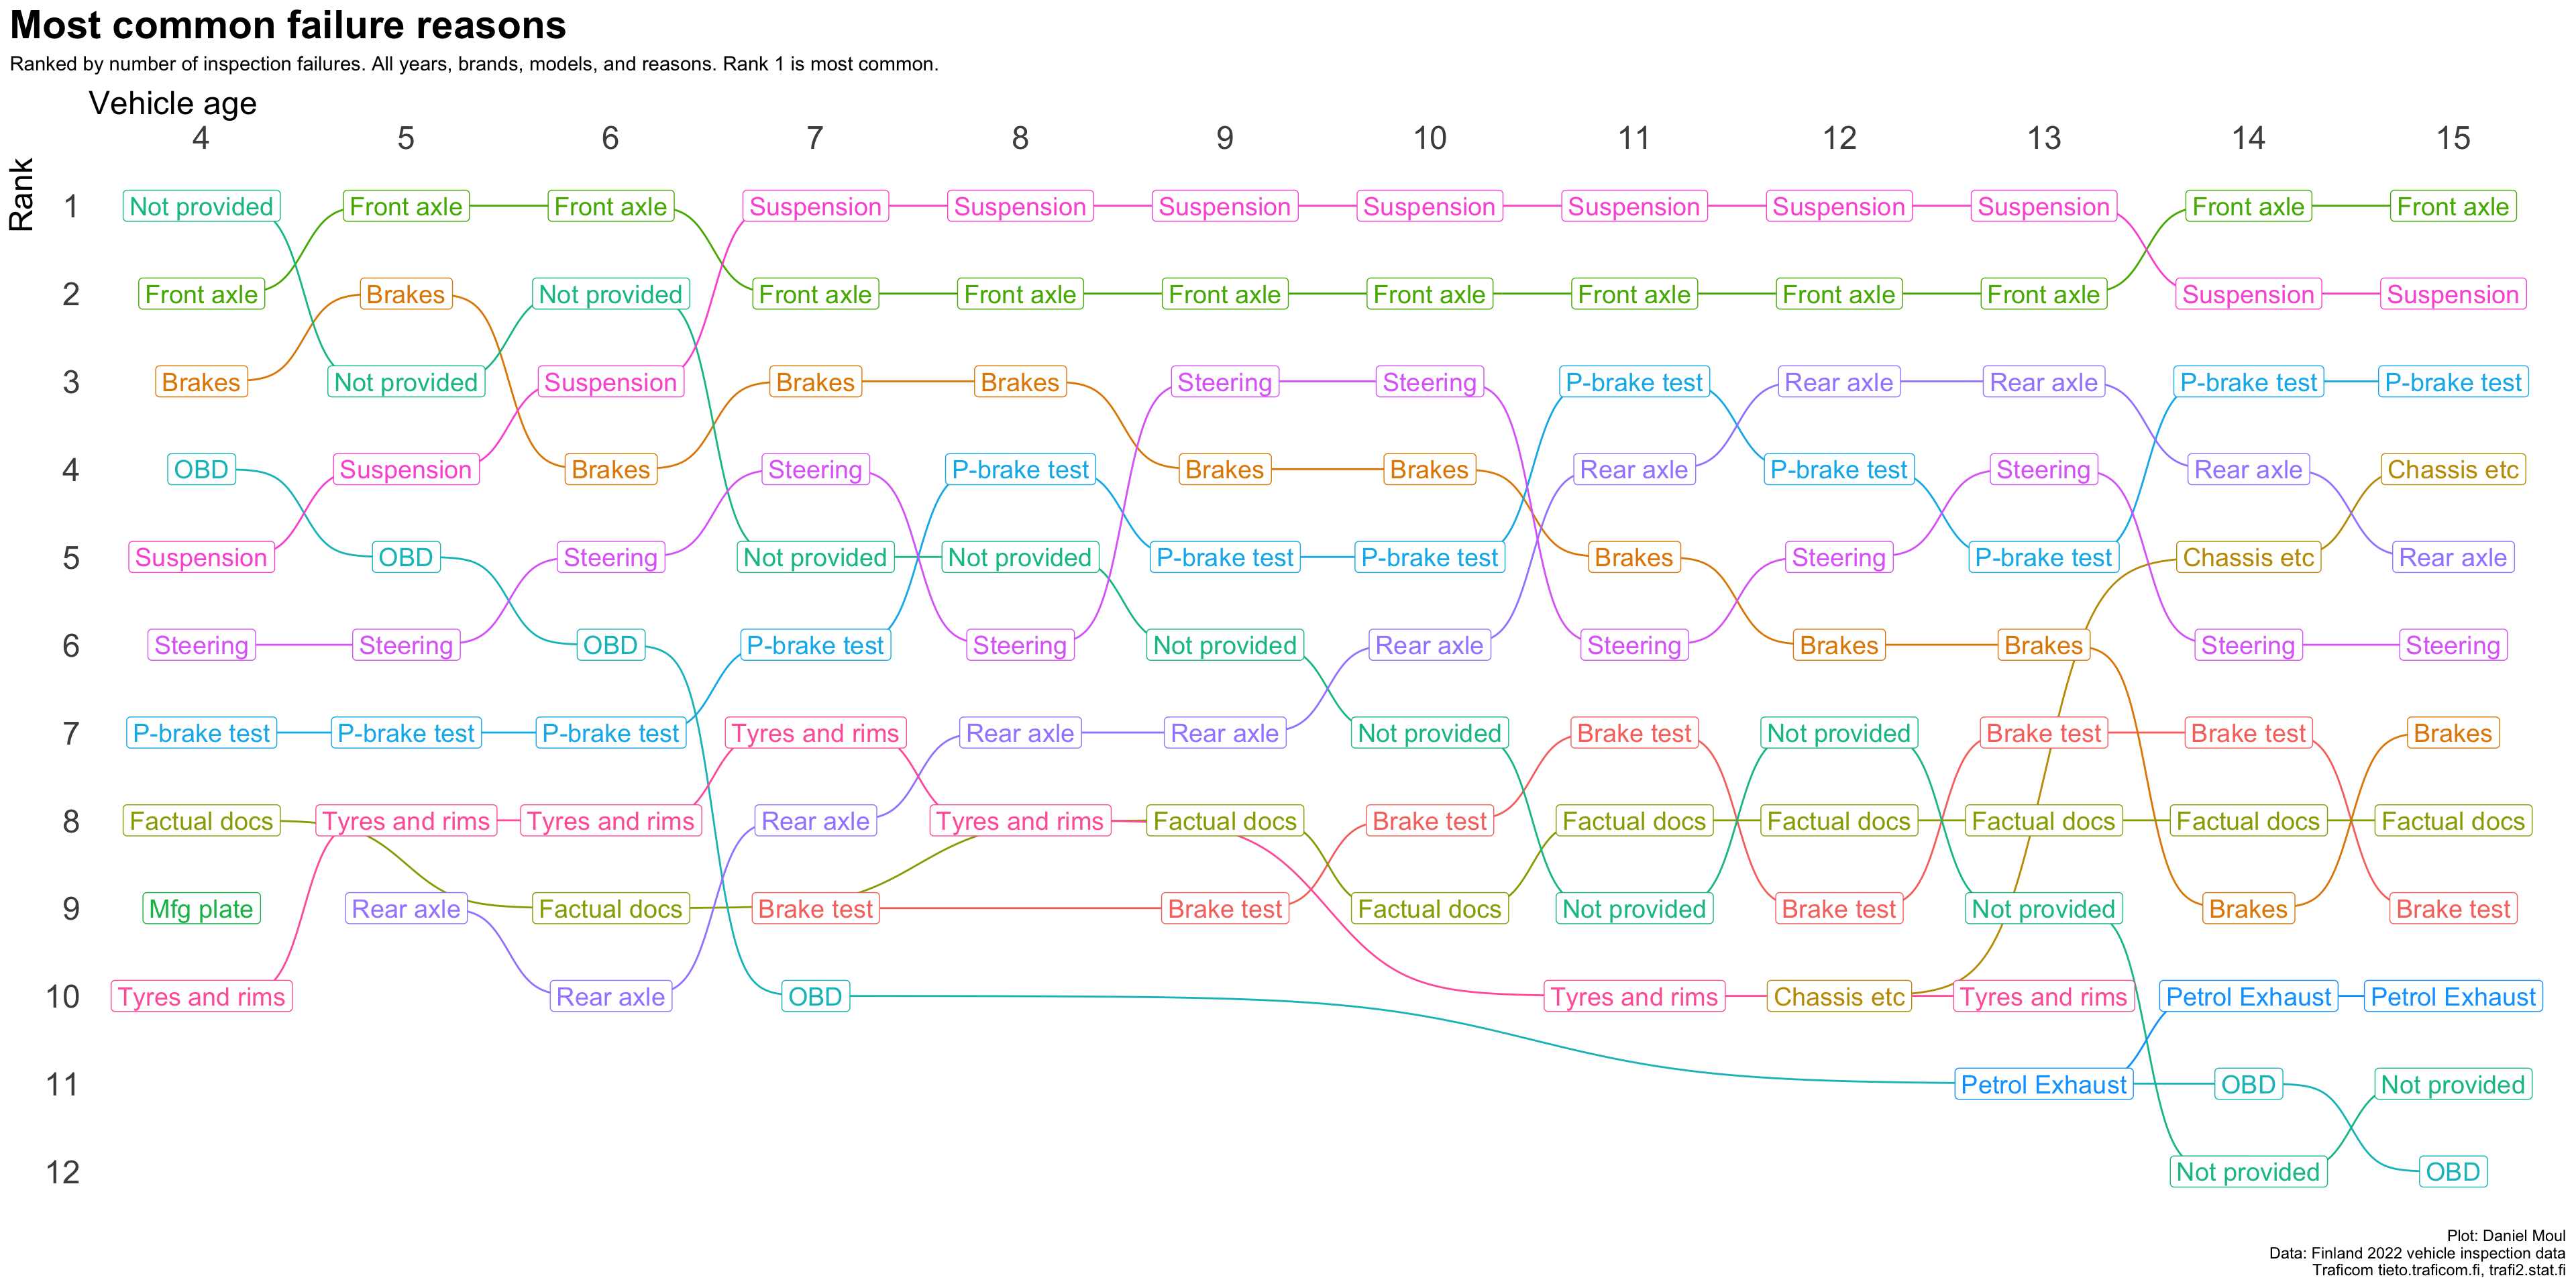 Most common failure reasons
Ranked by number of inspection failures. All years, brands, models, and reasons. Rank 1 is most common.
Vehicle age
4 5 6 7 8 9 10 11 12 13 14 15
Rank
1 Not provided Front axle Front axle Suspension Suspension Suspension Suspension Suspension Suspension Suspension Front axle Front axle
2 Front axle Brakes Not provided Front axle Front axle Front axle Front axle Front axle Front axle Front axle Suspension Suspension
3 Brakes Not provided Suspension Brakes Brakes Steering Steering P-brake test Rear axle Rear axle P-brake test P-brake test
4 OBD Suspension Brakes Steering P-brake test Brakes Brakes Rear axle P-brake test Steering Rear axle Chassis etc
5 Suspension OBD Steering Not provided Not provided P-brake test P-brake test Brakes Steering P-brake test Chassis etc Rear axle
6 Steering Steering OBD P-brake test Steering Not provided Rear axle Steering Brakes Brakes Steering Steering
7 P-brake test P-brake test P-brake test Tyres and rims Rear axle Rear axle Not provided Brake test Not provided Brake test Brake test Brakes
8 Factual docs Tyres and rims Tyres and rims Rear axle Tyres and rims Factual docs Brake test Factual docs Factual docs Factual docs Factual docs Factual docs
9 Mfg plate Rear axle Factual docs Brake test Brake test Factual docs Not provided Brake test Not provided Brakes Brake test
10 Tyres and rims Rear axle OBD Tyres and rims Chassis etc Tyres and rims Petrol Exhaust Petrol Exhaust
11 Petrol Exhaust OBD Not provided
12 Not provided OBD
Plot: Daniel Moul
Data: Finland 2022 vehicle inspection data
Traficom tieto.traficom.fi, trafi2.stat.fi